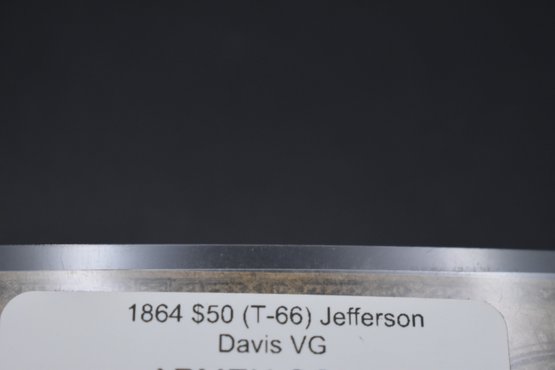 1864 $50 (T-66) Jefferson
Davis VG